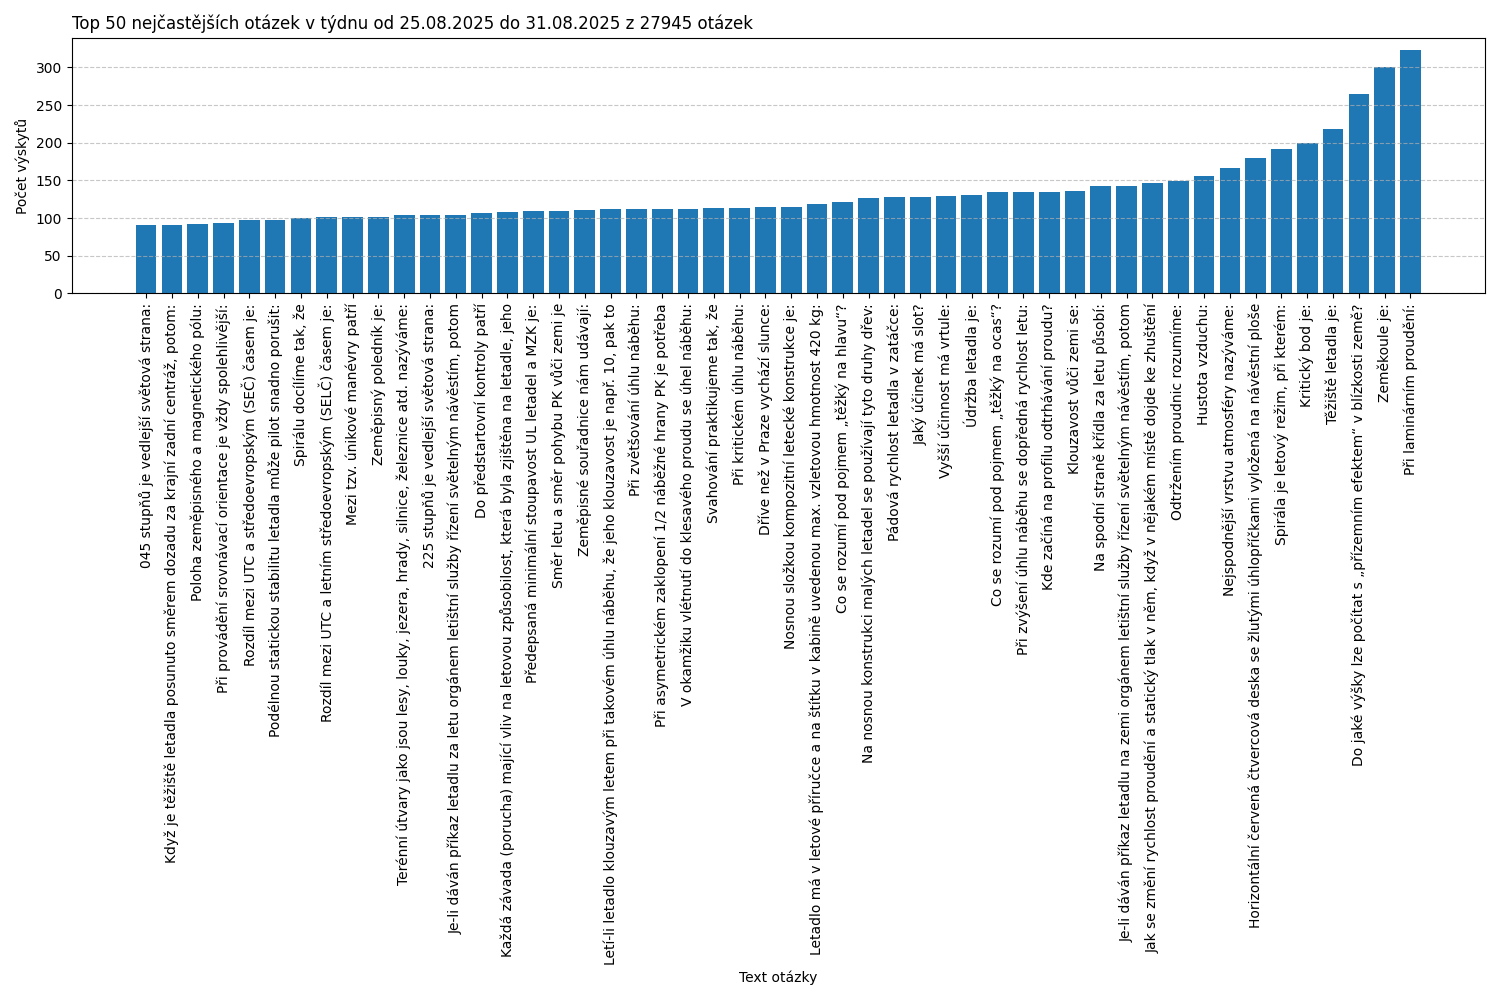 Top 50 nejčastějších otázek v týdnu od 25.08.2025 do 31.08.2025 z 27945 otázek
Počet výskytů
300
250
200
150
100
50
0
045 stupňů je vedlejší světová strana:
Když je těžiště letadla posunuto směrem dozadu za krajní zadní centráž, potom:
Poloha zeměpisného a magnetického pólu:
Při provádění srovnávací orientace je vždy spolehlivější:
Rozdíl mezi UTC a středoevropským (SEČ) časem je:
Podélnou statickou stabilitu letadla může pilot snadno porušit:
Spirálu docílíme tak, že
Rozdíl mezi UTC a letním středoevropským (SELČ) časem je:
Mezi tzv. únikové manévry patří
Zeměpisný poledník je:
Terénní útvary jako jsou lesy, louky, jezera, hrady, silnice, železnice atd. nazýváme:
225 stupňů je vedlejší světová strana:
Je-li dáván příkaz letadlu za letu orgánem letištní služby řízení světelným návěstím, potom
Do předstartovní kontroly patří
Každá závada (porucha) mající vliv na letovou způsobilost, která byla zjištěna na letadle, jeho
Předepsaná minimální stoupavost UL letadel a MZK je:
Směr letu a směr pohybu PK vůči zemi je
Zeměpisné souřadnice nám udávají:
Letí-li letadlo klouzavým letem při takovém úhlu náběhu, že jeho klouzavost je např. 10, pak to
Při zvětšování úhlu náběhu:
Při asymetrickém zaklopení 1/2 náběžné hrany PK je potřeba
V okamžiku vlétnutí do klesavého proudu se úhel náběhu:
Svahování praktikujeme tak, že
Při kritickém úhlu náběhu:
Dříve než v Praze vychází slunce:
Nosnou složkou kompozitní letecké konstrukce je:
Letadlo má v letové příručce a na štítku v kabině uvedenou max. vzletovou hmotnost 420 kg:
Co se rozumí pod pojmem „těžký na hlavu“?
Na nosnou konstrukci malých letadel se používají tyto druhy dřev:
Pádová rychlost letadla v zatáčce:
Jaký účinek má slot?
Vyšší účinnost má vrtule:
Údržba letadla je:
Co se rozumí pod pojmem „těžký na ocas“?
Při zvýšení úhlu náběhu se dopředná rychlost letu:
Kde začíná na profilu odtrhávání proudu?
Klouzavost vůči zemi se:
Na spodní straně křídla za letu působí:
Je-li dáván příkaz letadlu na zemi orgánem letištní služby řízení světelným návěstím, potom
Jak se změní rychlost proudění a statický tlak v něm, když v nějakém místě dojde ke zhuštění
Odtržením proudnic rozumíme:
Hustota vzduchu:
Nejspodnější vrstvu atmosféry nazýváme:
Horizontální červená čtvercová deska se žlutými úhlopříčkami vyložená na návěstní ploše
Spirála je letový režim, při kterém:
Kritický bod je:
Těžiště letadla je:
Do jaké výšky lze počítat s „přízemním efektem“ v blízkosti země?
Zeměkoule je:
Při laminárním proudění:
Text otázky